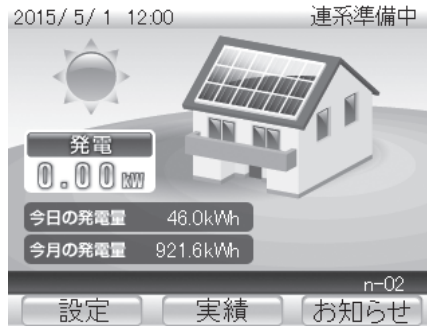 2015/ 5/ 1 12:00 連系準備中
発電
0.00kW
今日の発電量 46.0kWh
今月の発電量 921.6kWh
n-02
設定 実績 お知らせ